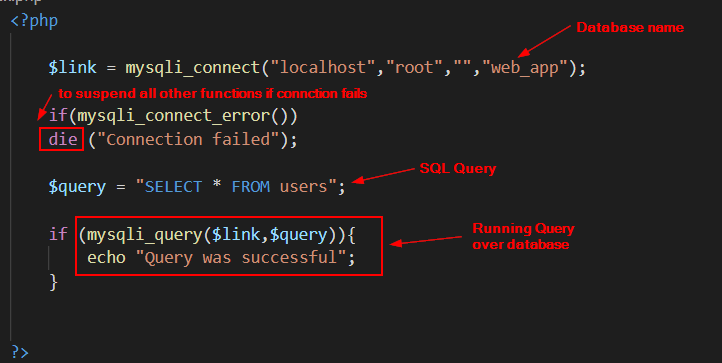 <?php
Database name
$link = mysqli_connect("localhost","root","","web_app");
to suspend all other functions if connction fails
if(mysqli_connect_error())
die ("Connection failed");
SQL Query
$query = "SELECT * FROM users";
if (mysqli_query($link,$query)){
Running Query
over database
echo "Query was successful";
}
?>